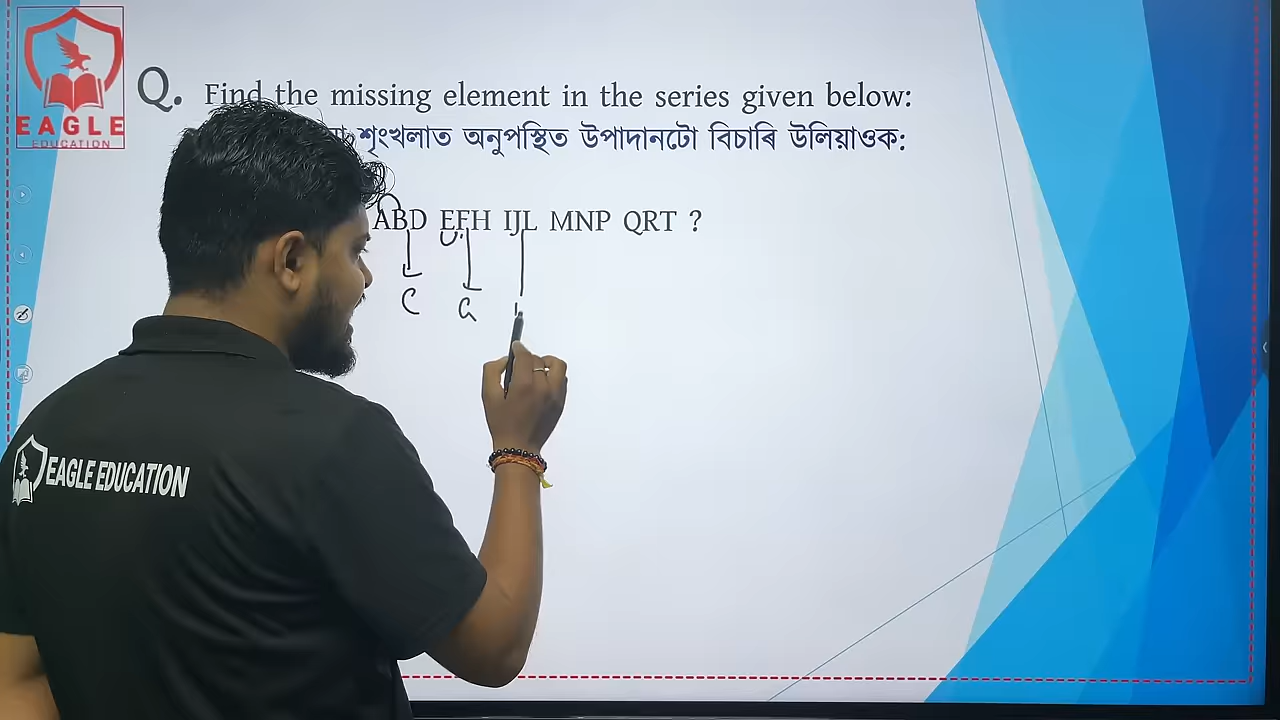 EAGLE
EDUCATION
Q. Find the missing element in the series given below:
শৃংখলাত অনুপস্থিত উপাদানটো বিচাৰি উলিয়াওক:
ABD EFH IJL MNP QRT ?
C G
EAGLE EDUCATION